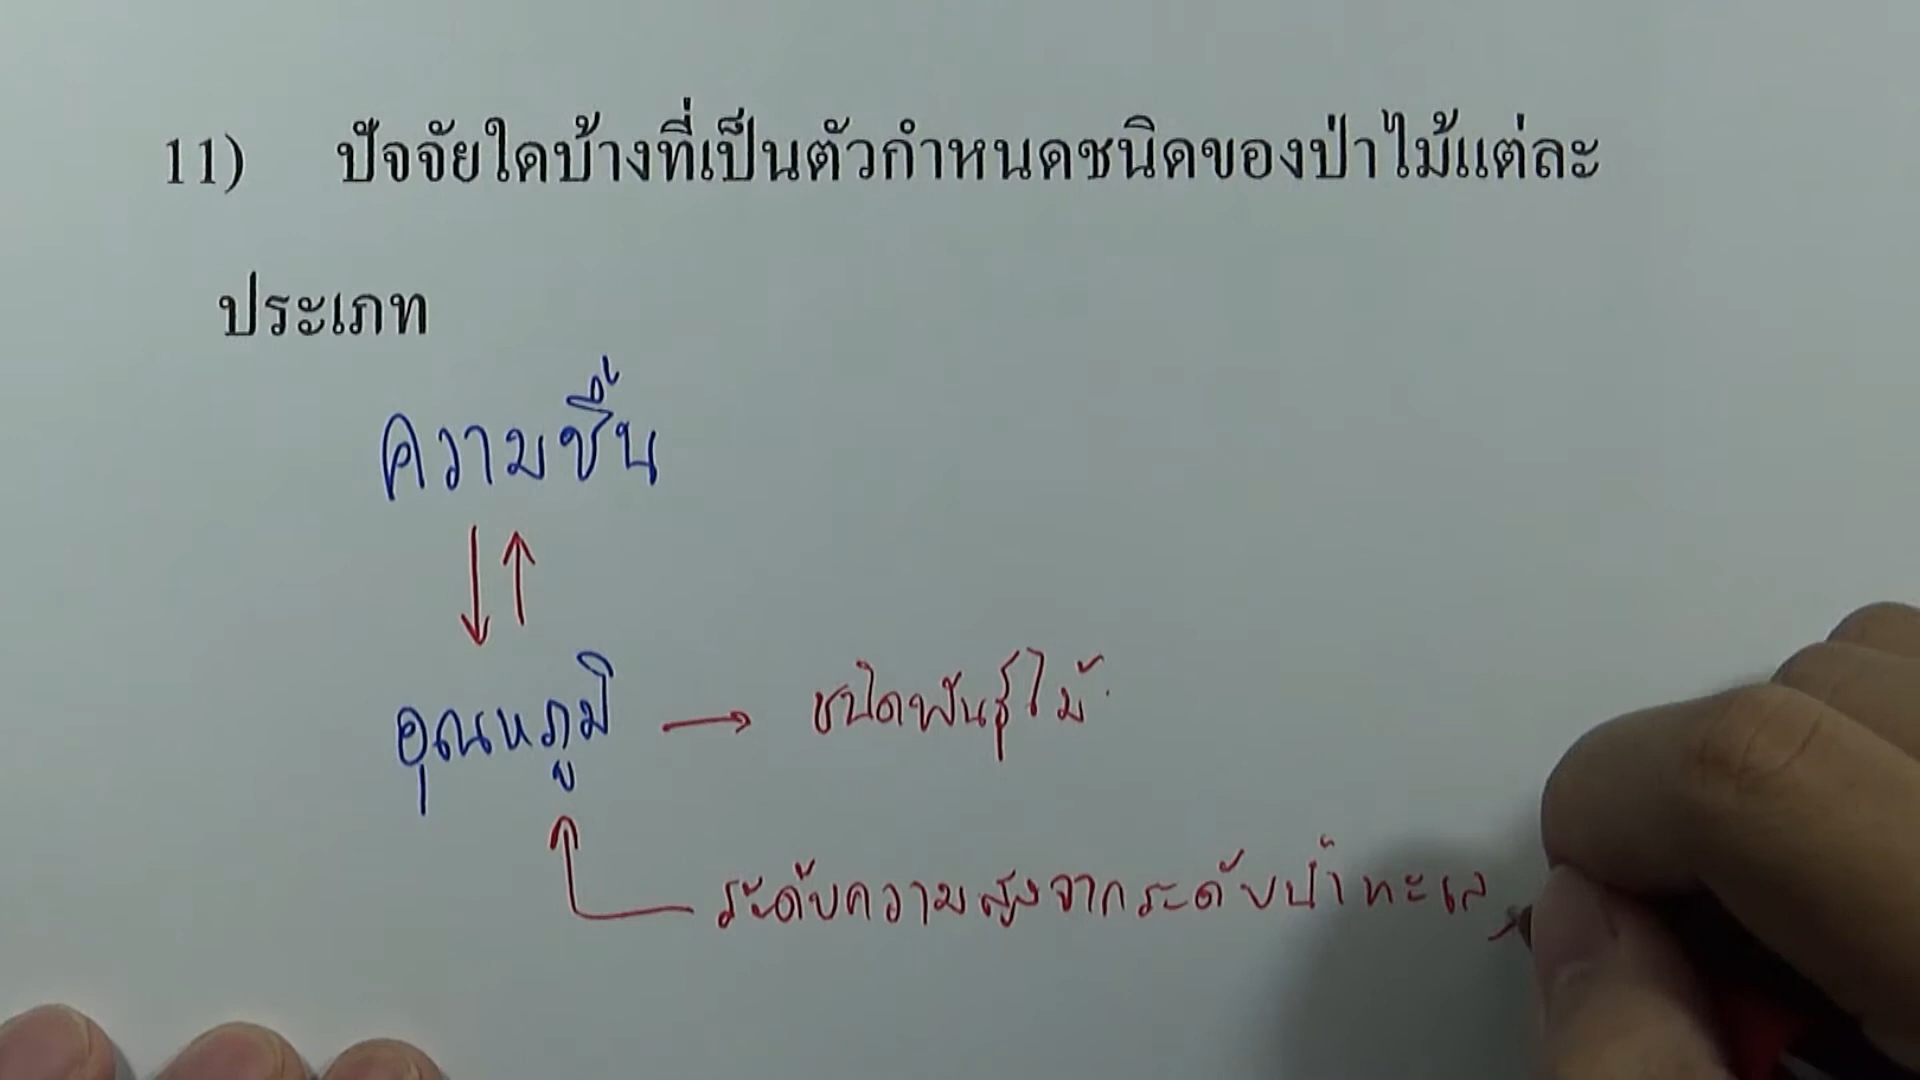 11) ปัจจัยใดบ้างที่เป็นตัวกำหนดชนิดของป่าไม้แต่ละ
ประเภท
ความชื้น
อุณหภูมิ → ชนิดพันธุ์ไม้
ระดับความสูงจากระดับน้ำทะเล